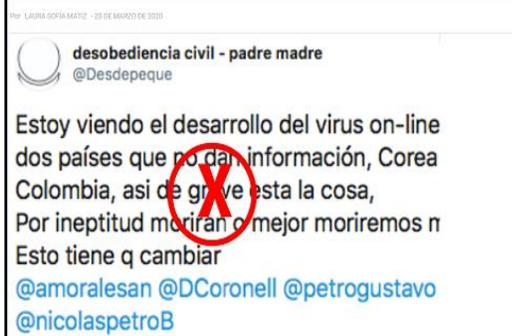 Por LAURA SOFÍA MATIZ - 23 DE MARZO DE 2020
desobediencia civil - padre madre
@Desdepeque
Estoy viendo el desarrollo del virus on-line
dos países que no dan información, Corea
Colombia, asi de grave esta la cosa,
Por ineptitud morirán o mejor moriremos m
Esto tiene q cambiar
@amoralesan @DCoronell @petrogustavo
@nicolaspetroB
X